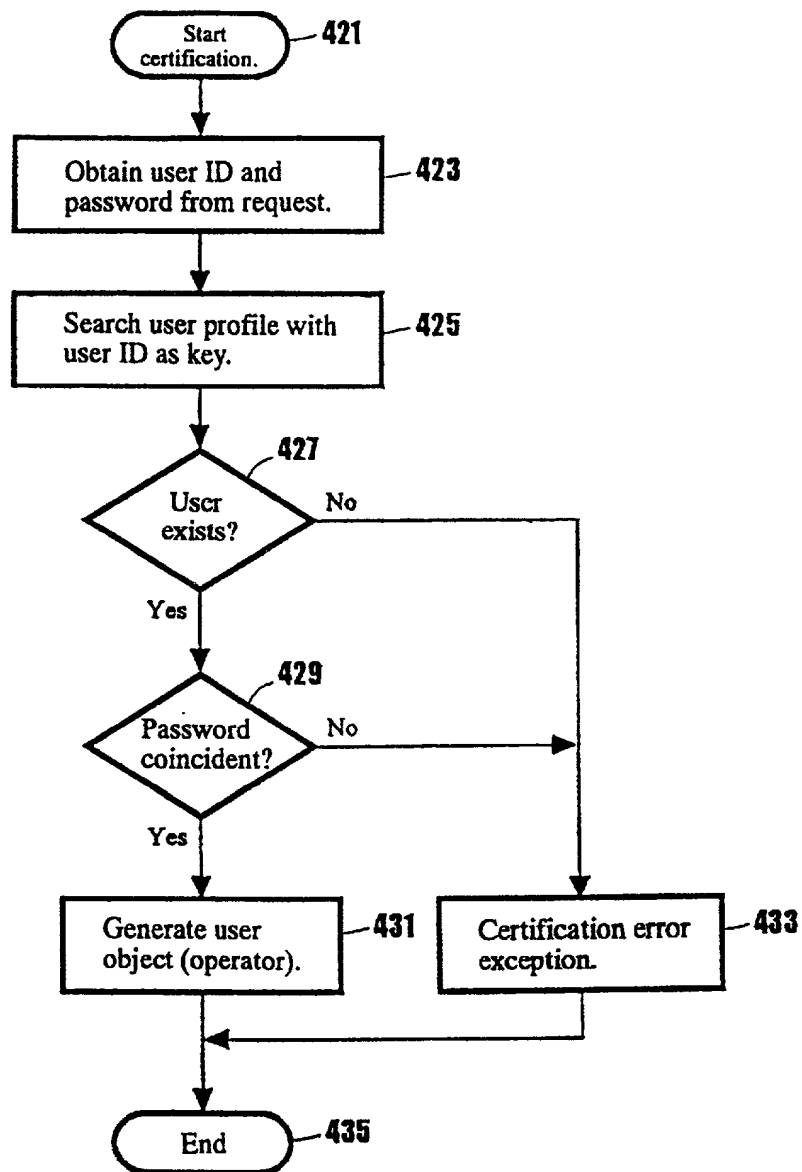 Start
certification.
421
Obtain user ID and
password from request.
423
Search user profile with
user ID as key.
425
427
User
exists?
No
Yes
429
Password
coincident?
No
Yes
Generate user
object (operator).
431
Certification error
exception.
433
End
435